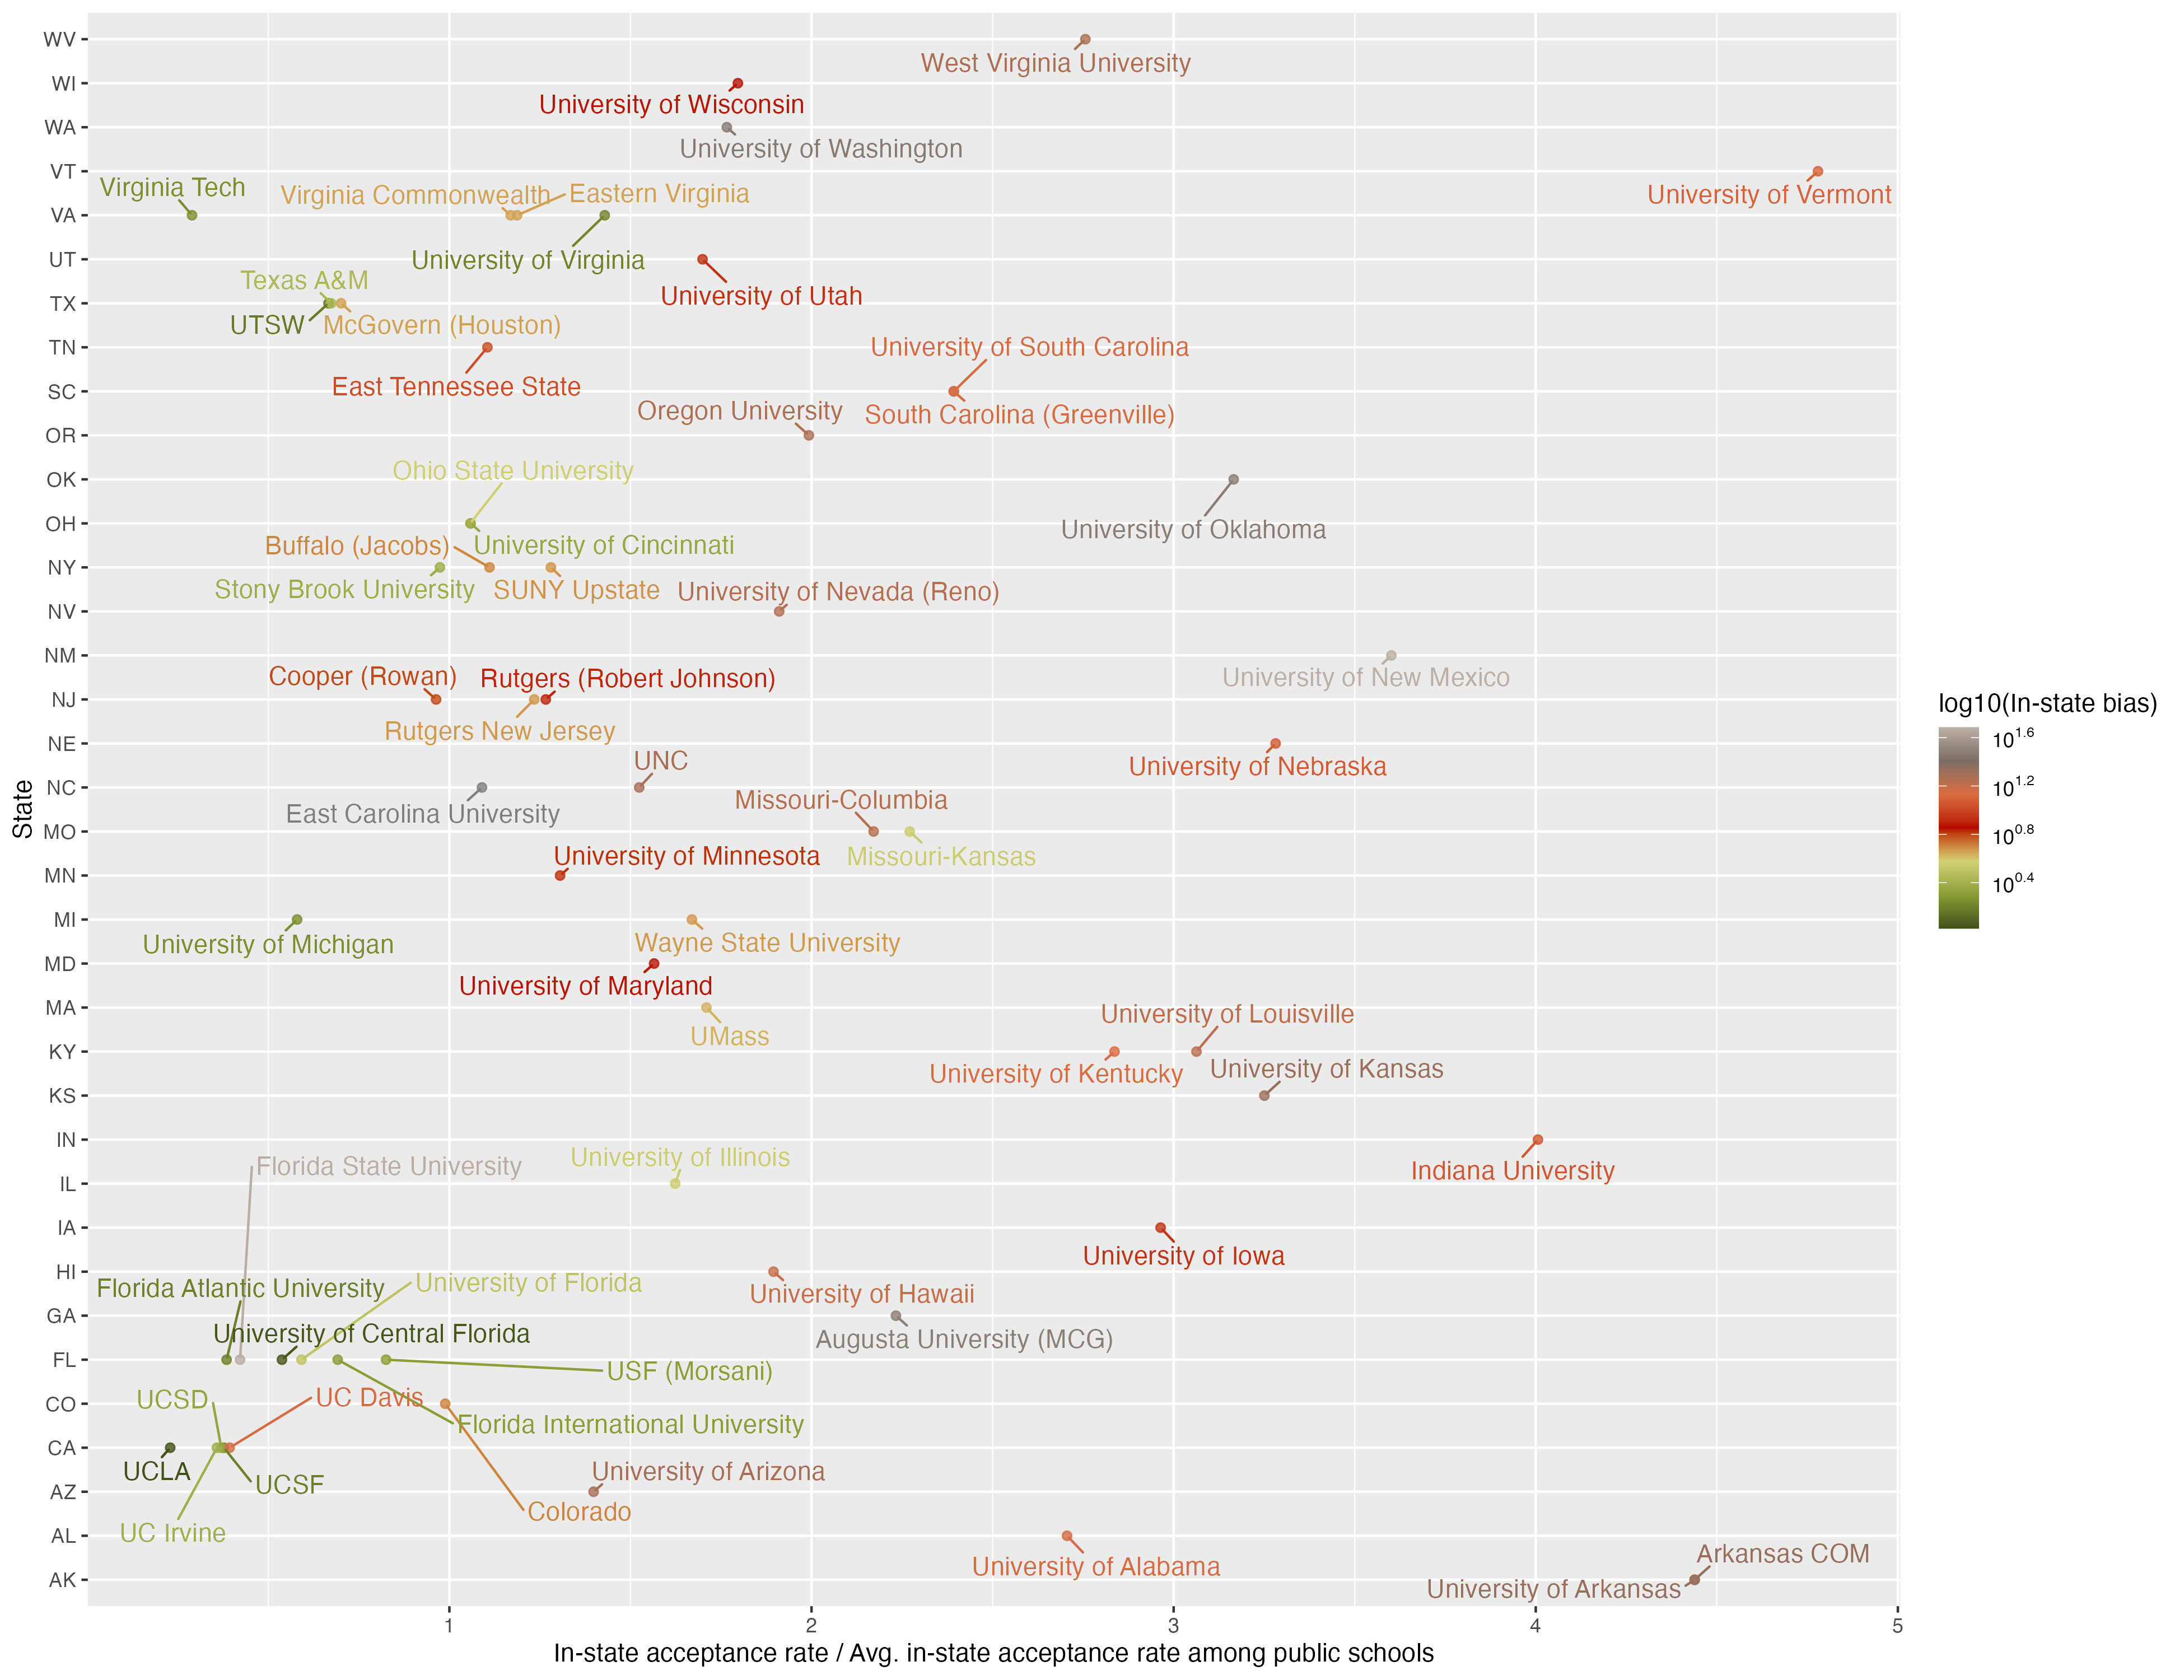 WV
West Virginia University
WI
University of Wisconsin
WA
University of Washington
VT
University of Vermont
Virginia Tech
Virginia Commonwealth
Eastern Virginia
VA
University of Virginia
UT
University of Utah
Texas A&M
TX
UTSW
McGovern (Houston)
TN
University of South Carolina
East Tennessee State
SC
South Carolina (Greenville)
Oregon University
OR
Ohio State University
OK
University of Oklahoma
OH
Buffalo (Jacobs)
University of Cincinnati
NY
Stony Brook University
SUNY Upstate
University of Nevada (Reno)
NV
NM
University of New Mexico
Cooper (Rowan)
Rutgers (Robert Johnson)
NJ
Rutgers New Jersey
NE
University of Nebraska
UNC
NC
East Carolina University
Missouri-Columbia
MO
Missouri-Kansas
University of Minnesota
MN
MI
University of Michigan
Wayne State University
MD
University of Maryland
MA
UMass
University of Louisville
KY
University of Kentucky
University of Kansas
KS
IN
Indiana University
Florida State University
University of Illinois
IL
IA
University of Iowa
HI
University of Hawaii
Florida Atlantic University
University of Florida
GA
Augusta University (MCG)
University of Central Florida
FL
USF (Morsani)
UCSD
UC Davis
CO
Florida International University
CA
UCLA
UCSF
University of Arizona
AZ
Colorado
UC Irvine
AL
University of Alabama
Arkansas COM
AK
University of Arkansas
1
2
3
4
5
In-state acceptance rate / Avg. in-state acceptance rate among public schools
State
log10(In-state bias)
10^1.6
10^1.2
10^0.8
10^0.4